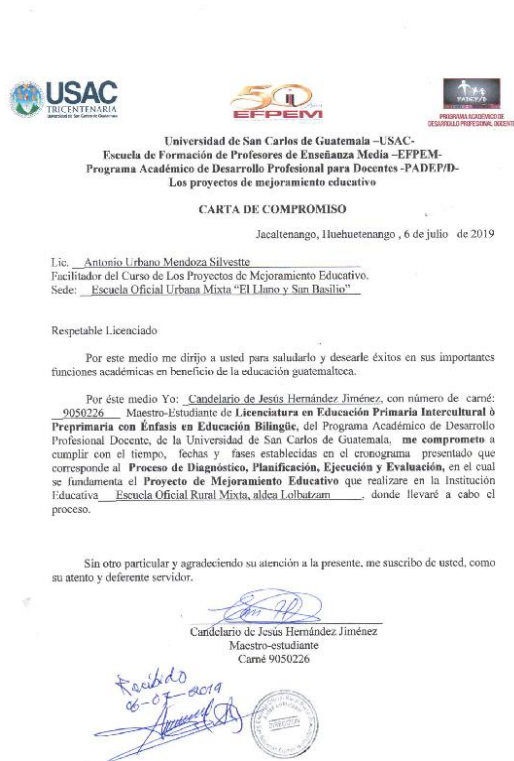 USAC
TRICENTENARIA
Universidad de San Carlos de Guatemala
50
EFPEM
PADEP/D
PROGRAMA ACADÉMICO DE
DESARROLLO PROFESIONAL DOCENTE
Universidad de San Carlos de Guatemala –USAC-
Escuela de Formación de Profesores de Enseñanza Media –EFPEM-
Programa Académico de Desarrollo Profesional para Docentes -PADEP/D-
Los proyectos de mejoramiento educativo
CARTA DE COMPROMISO
Jacaltenango, Huehuetenango , 6 de julio de 2019
Lic. Antonio Urbano Mendoza Silvestte
Facilitador del Curso de Los Proyectos de Mejoramiento Educativo.
Sede: Escuela Oficial Urbana Mixta “El Llano y San Basilio”
Respetable Licenciado
Por este medio me dirijo a usted para saludarlo y desearle éxitos en sus importantes
funciones académicas en beneficio de la educación guatemalteca.
Por éste medio Yo: Candelario de Jesús Hernández Jiménez, con número de carné:
9050226 Maestro-Estudiante de Licenciatura en Educación Primaria Intercultural ò
Preprimaria con Énfasis en Educación Bilingüe, del Programa Académico de Desarrollo
Profesional Docente, de la Universidad de San Carlos de Guatemala, me comprometo a
cumplir con el tiempo, fechas y fases establecidas en el cronograma presentado que
corresponde al Proceso de Diagnóstico, Planificación, Ejecución y Evaluación, en el cual
se fundamenta el Proyecto de Mejoramiento Educativo que realizare en la Institución
Educativa Escuela Oficial Rural Mixta, aldea Lolbatzam , donde llevaré a cabo el
proceso.
Sin otro particular y agradeciendo su atención a la presente, me suscribo de usted, como
su atento y deferente servidor.
Candelario de Jesús Hernández Jiménez
Maestro-estudiante
Carné 9050226
Recibido
06-07-2019
DIRECCION